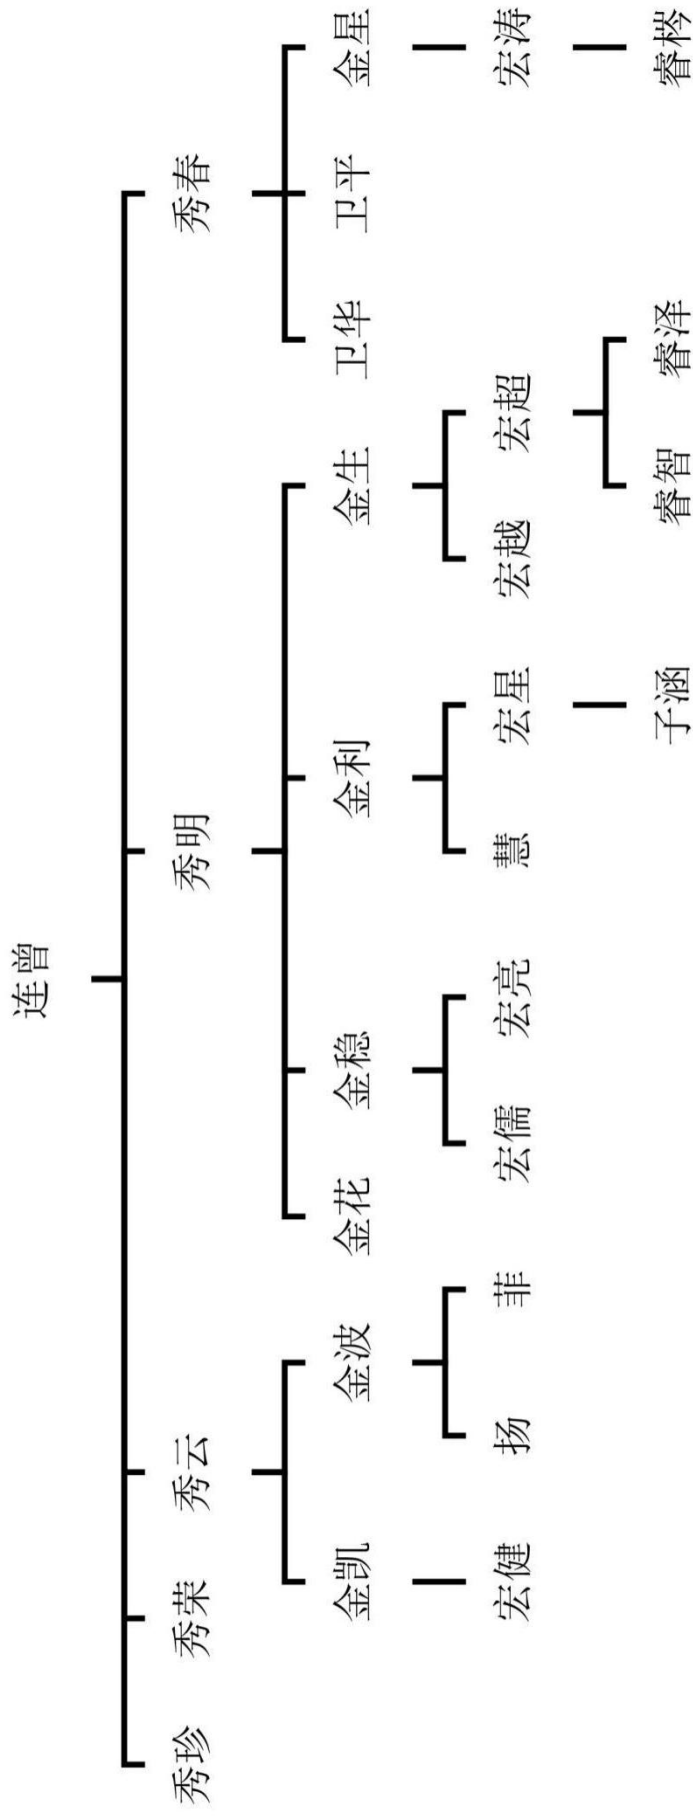 连曾
秀珍 秀荣 秀云 秀明 秀春
金凯 金波 金花 金稳 金利 金生 卫华 卫平 金星
宏健 扬 菲 宏儒 宏亮 慧 宏星 宏越 宏超 宏涛
子涵 睿智 睿泽 睿梣